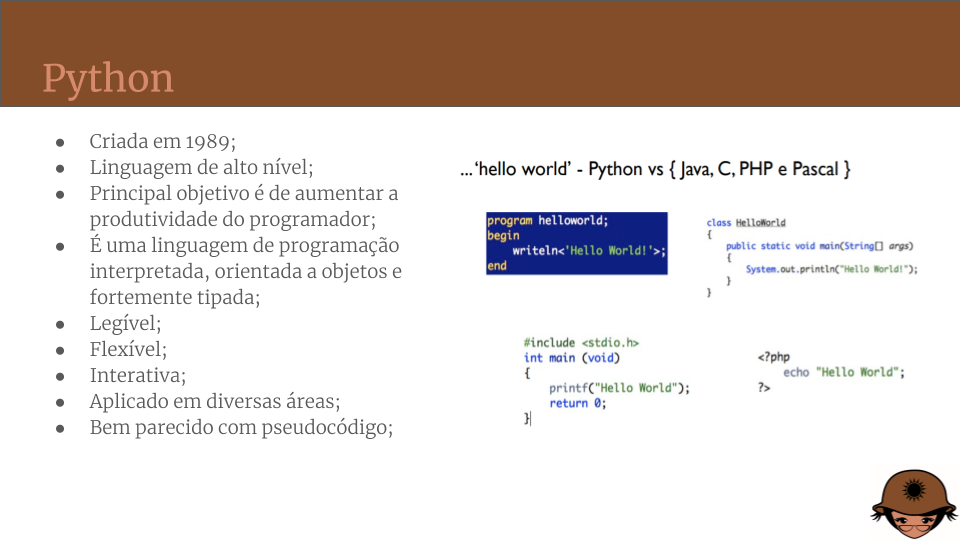 Python
● Criada em 1989;
● Linguagem de alto nível;
● Principal objetivo é de aumentar a
produtividade do programador;
● É uma linguagem de programação
interpretada, orientada a objetos e
fortemente tipada;
● Legível;
● Flexível;
● Interativa;
● Aplicado em diversas áreas;
● Bem parecido com pseudocódigo;
...‘hello world’ - Python vs { Java, C, PHP e Pascal }
program helloworld;
begin
writeln<'Hello World!'>;
end
class HelloWorld
{
public static void main(String[] args)
{
System.out.println("Hello World!");
}
}
#include <stdio.h>
int main (void)
{
printf("Hello World");
return 0;
}
<?php
echo "Hello World";
?>